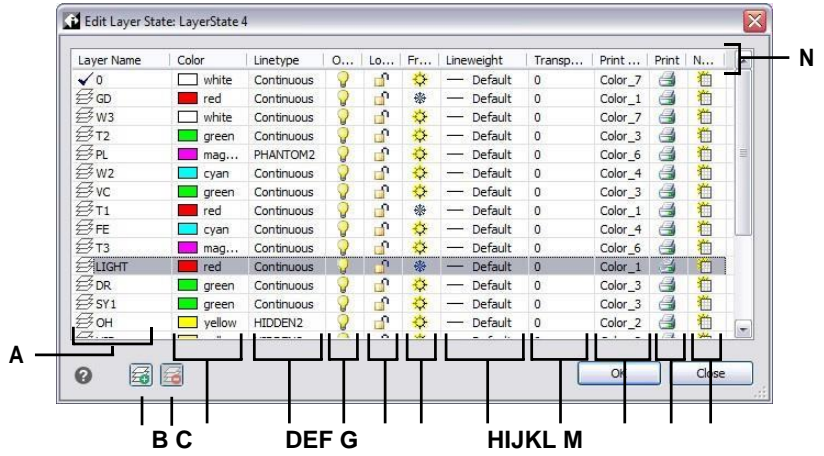 Edit Layer State: LayerState 4
Layer Name Color Linetype O... Lo... Fr... Lineweight Transp... Print ... Print N...
N
0 white Continuous Default 0 Color_7
GD red Continuous Default 0 Color_1
W3 white Continuous Default 0 Color_7
T2 green Continuous Default 0 Color_3
PL mag... PHANTOM2 Default 0 Color_6
W2 cyan Continuous Default 0 Color_4
VC green Continuous Default 0 Color_3
T1 red Continuous Default 0 Color_1
FE cyan Continuous Default 0 Color_4
T3 mag... Continuous Default 0 Color_6
LIGHT red Continuous Default 0 Color_1
DR green Continuous Default 0 Color_3
SY1 green Continuous Default 0 Color_3
OH yellow HIDDEN2 Default 0 Color_2
A
OK Close
B C DEF G HIJKL M